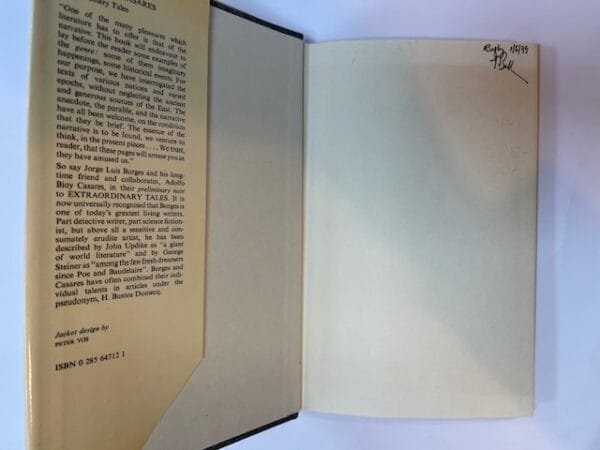 CASARES
Tales
"One of the many pleasures which
literature has to offer is that of the
narrative. This book will endeavour to
lay before the reader some examples of
the genre: some of them imaginary
happenings, some historical events. For
our purpose, we have interrogated the
texts of various nations and varied
epochs, without neglecting the ancient
and generous sources of the East. The
anecdote, the parable, and the narrative
have all been welcome, on the condition
that they be brief. The essence of the
narrative is to be found, we venture to
think, in the present pieces.... We trust,
reader, that these pages will amuse you as
they have amused us."
So say Jorge Luis Borges and his long-
time friend and collaborator, Adolfo
Bioy Casares, in their preliminary note
to EXTRAORDINARY TALES. It is
now universally recognised that Borges is
one of today's greatest living writers.
Part detective writer, part science fiction-
ist, but above all a sensitive and con-
sumately erudite artist, he has been
described by John Updike as "a giant
of world literature" and by George
Steiner as "among the few fresh dreamers
since Poe and Baudelaire". Borges and
Casares have often combined their indi-
vidual talents in articles under the
pseudonym, H. Bustos Domecq.
Jacket design by
PETER VOS
ISBN 0 285 64712 1
1/6/99